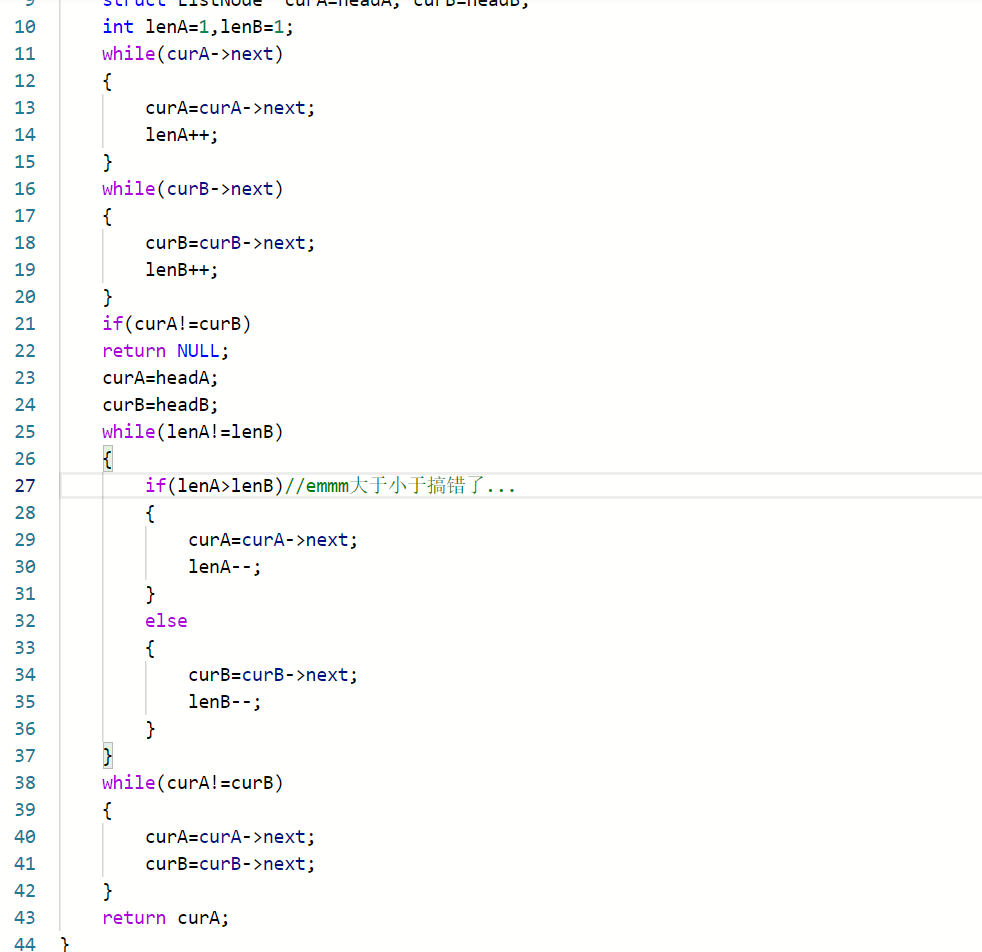 9 struct ListNode curA=headA, curB=headB;
10 int lenA=1,lenB=1;
11 while(curA->next)
12 {
13 curA=curA->next;
14 lenA++;
15 }
16 while(curB->next)
17 {
18 curB=curB->next;
19 lenB++;
20 }
21 if(curA!=curB)
22 return NULL;
23 curA=headA;
24 curB=headB;
25 while(lenA!=lenB)
26 {
27 if(lenA>lenB)//emmm大于小于搞错了...
28 {
29 curA=curA->next;
30 lenA--;
31 }
32 else
33 {
34 curB=curB->next;
35 lenB--;
36 }
37 }
38 while(curA!=curB)
39 {
40 curA=curA->next;
41 curB=curB->next;
42 }
43 return curA;
44 }